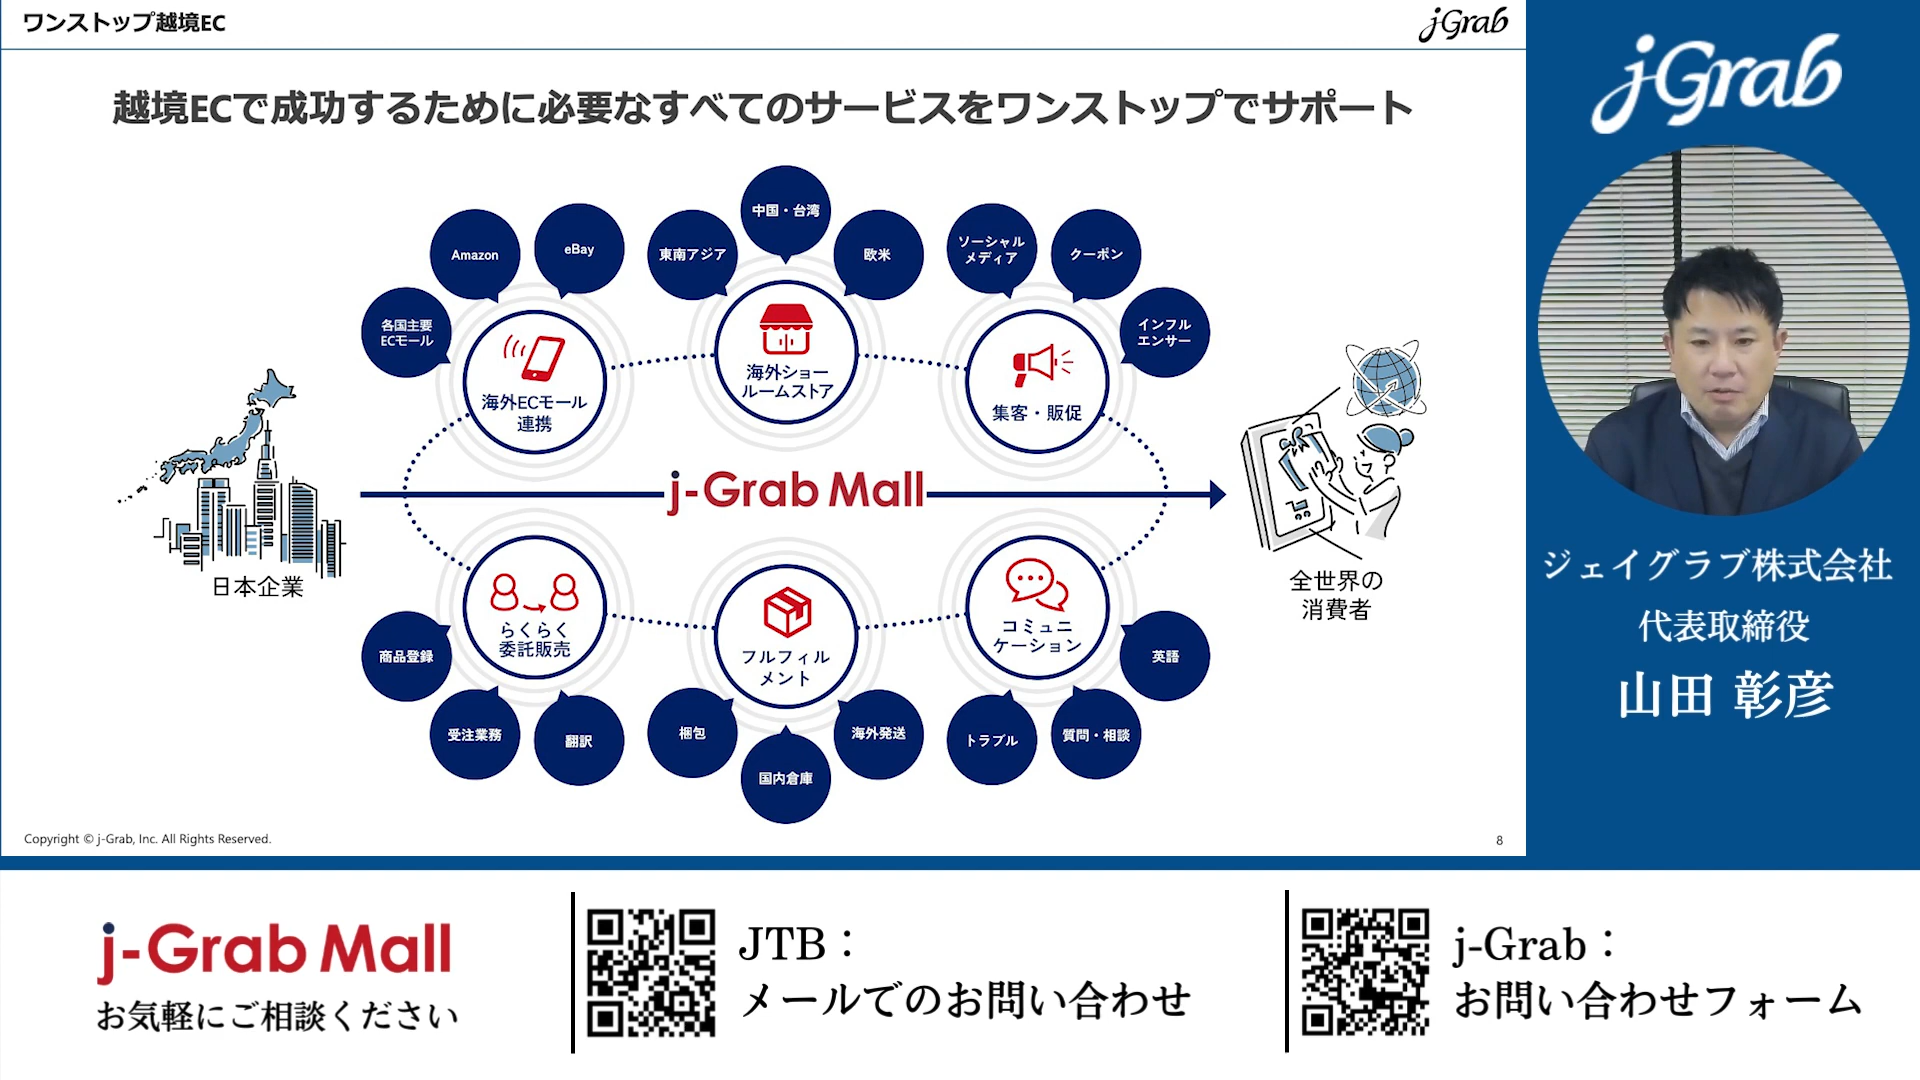 ワンストップ越境EC
j-Grab
越境ECで成功するために必要なすべてのサービスをワンストップでサポート
各国主要
ECモール
Amazon
eBay
海外ECモール
連携
東南アジア
中国・台湾
欧米
海外ショー
ルームストア
ソーシャル
メディア
クーポン
インフル
エンサー
集客・販促
日本企業
j-Grab Mall
全世界の
消費者
らくらく
委託販売
商品登録
受注業務
翻訳
フルフィル
メント
梱包
国内倉庫
海外発送
コミュニ
ケーション
トラブル
質問・相談
英語
Copyright © j-Grab, Inc. All Rights Reserved.
8
j-Grab
ジェイグラブ株式会社
代表取締役
山田 彰彦
j-Grab Mall
お気軽にご相談ください
JTB：
メールでのお問い合わせ
j-Grab：
お問い合わせフォーム